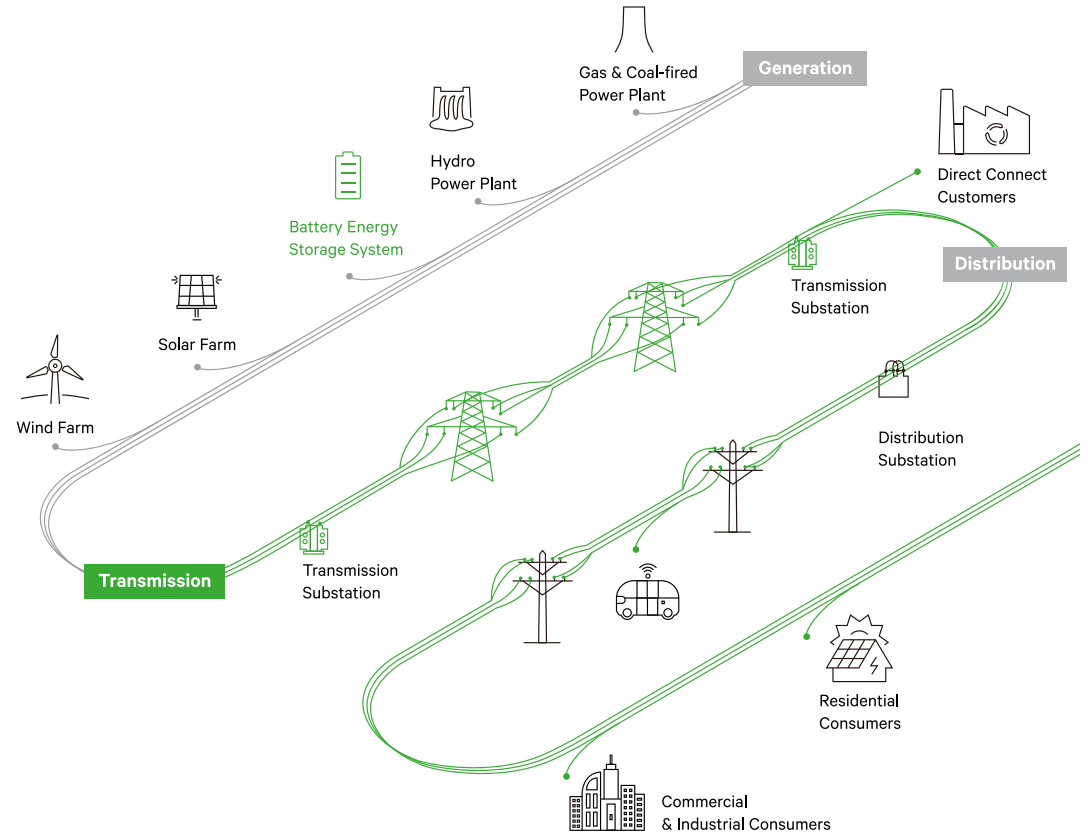 Gas & Coal-fired
Power Plant
Generation
Hydro
Power Plant
Direct Connect
Customers
Battery Energy
Storage System
Distribution
Transmission
Substation
Solar Farm
Wind Farm
Distribution
Substation
Transmission
Transmission
Substation
Residential
Consumers
Commercial
& Industrial Consumers